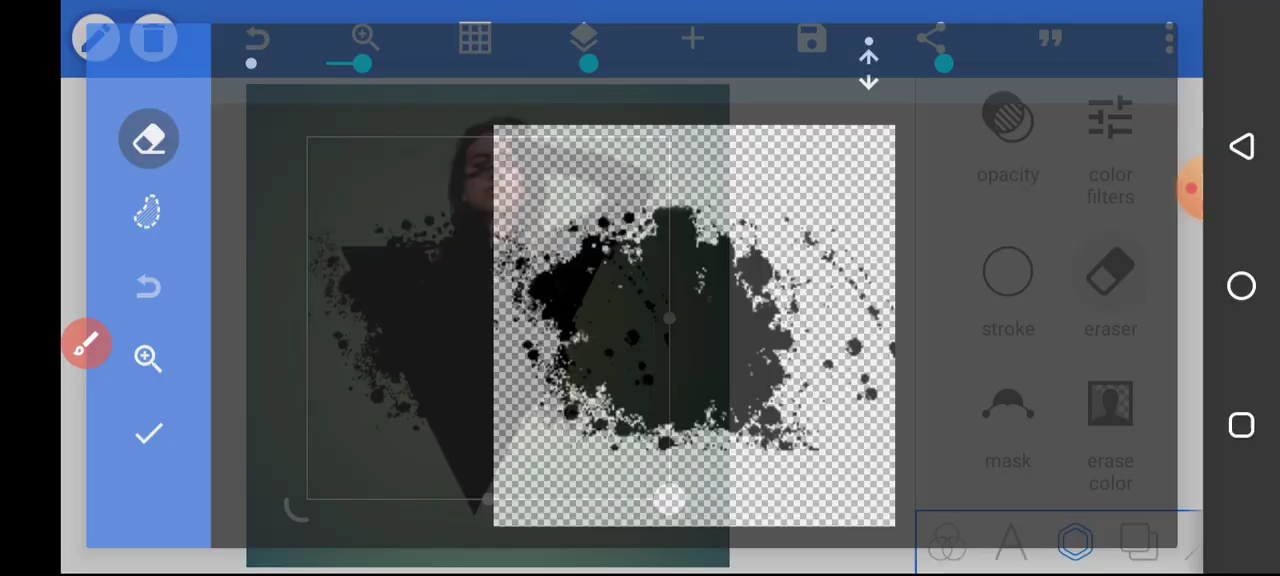 opacity
color
filters
stroke
eraser
mask
erase
color